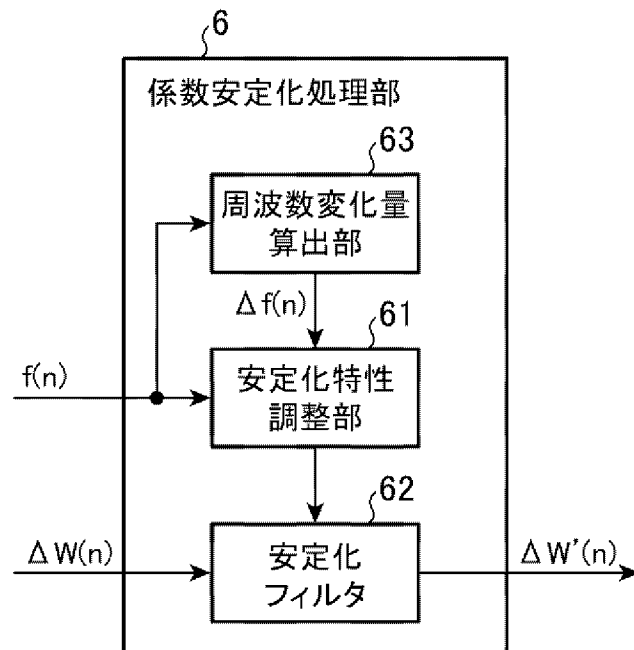 6
係数安定化処理部
63
周波数変化量
算出部
Δf(n)
61
f(n)
安定化特性
調整部
62
ΔW(n)
安定化
フィルタ
ΔW'(n)